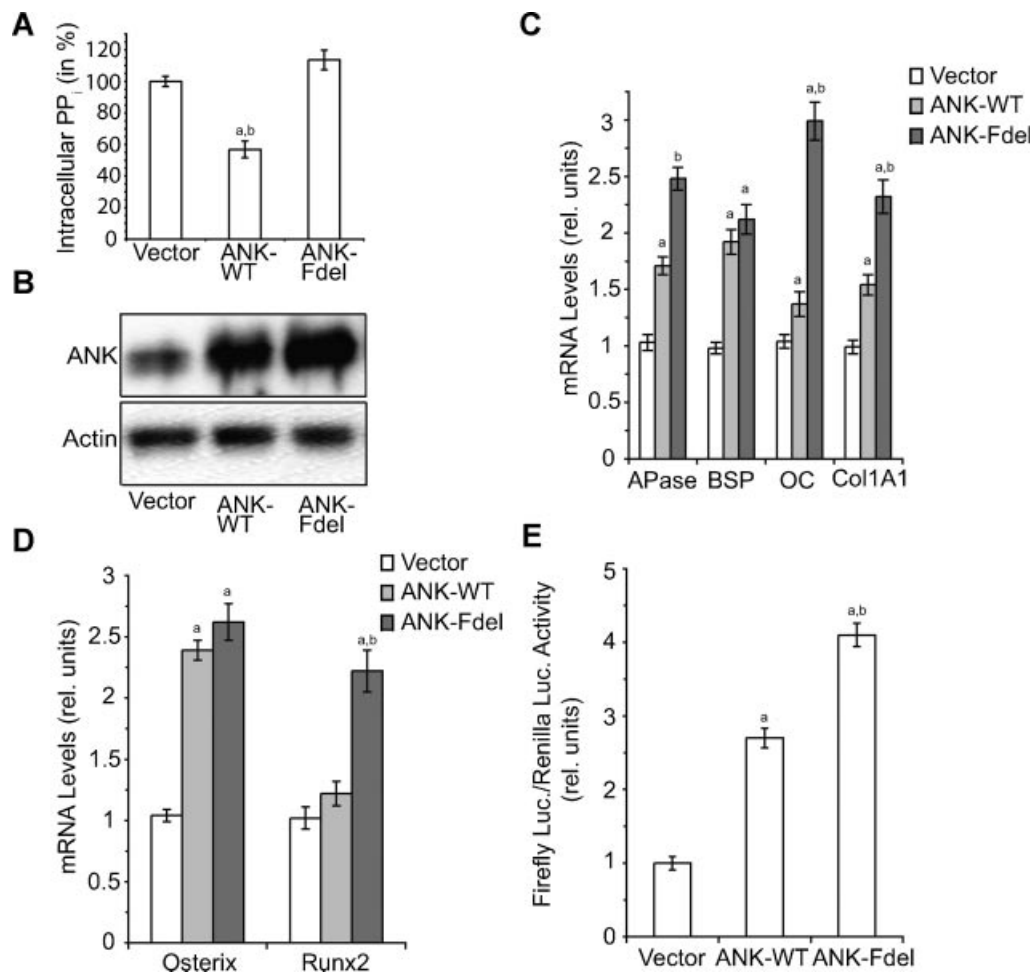 A
Intracellular PPi (in %)
120
100
80
60
40
20
0
a,b
Vector
ANK-
WT
ANK-
Fdel
B
ANK
Actin
Vector
ANK-
WT
ANK-
Fdel
C
Vector
ANK-WT
ANK-Fdel
mRNA Levels (rel. units)
3
2.5
2
1.5
1
0.5
0
a
b
a
a
a
a,b
a
a,b
APase
BSP
OC
Col1A1
D
Vector
ANK-WT
ANK-Fdel
mRNA Levels (rel. units)
3
2.5
2
1.5
1
0.5
0
a
a
a,b
Osterix
Runx2
E
Firefly Luc./Renilla Luc. Activity
(rel. units)
5
4
3
2
1
0
a
a,b
Vector
ANK-WT
ANK-Fdel